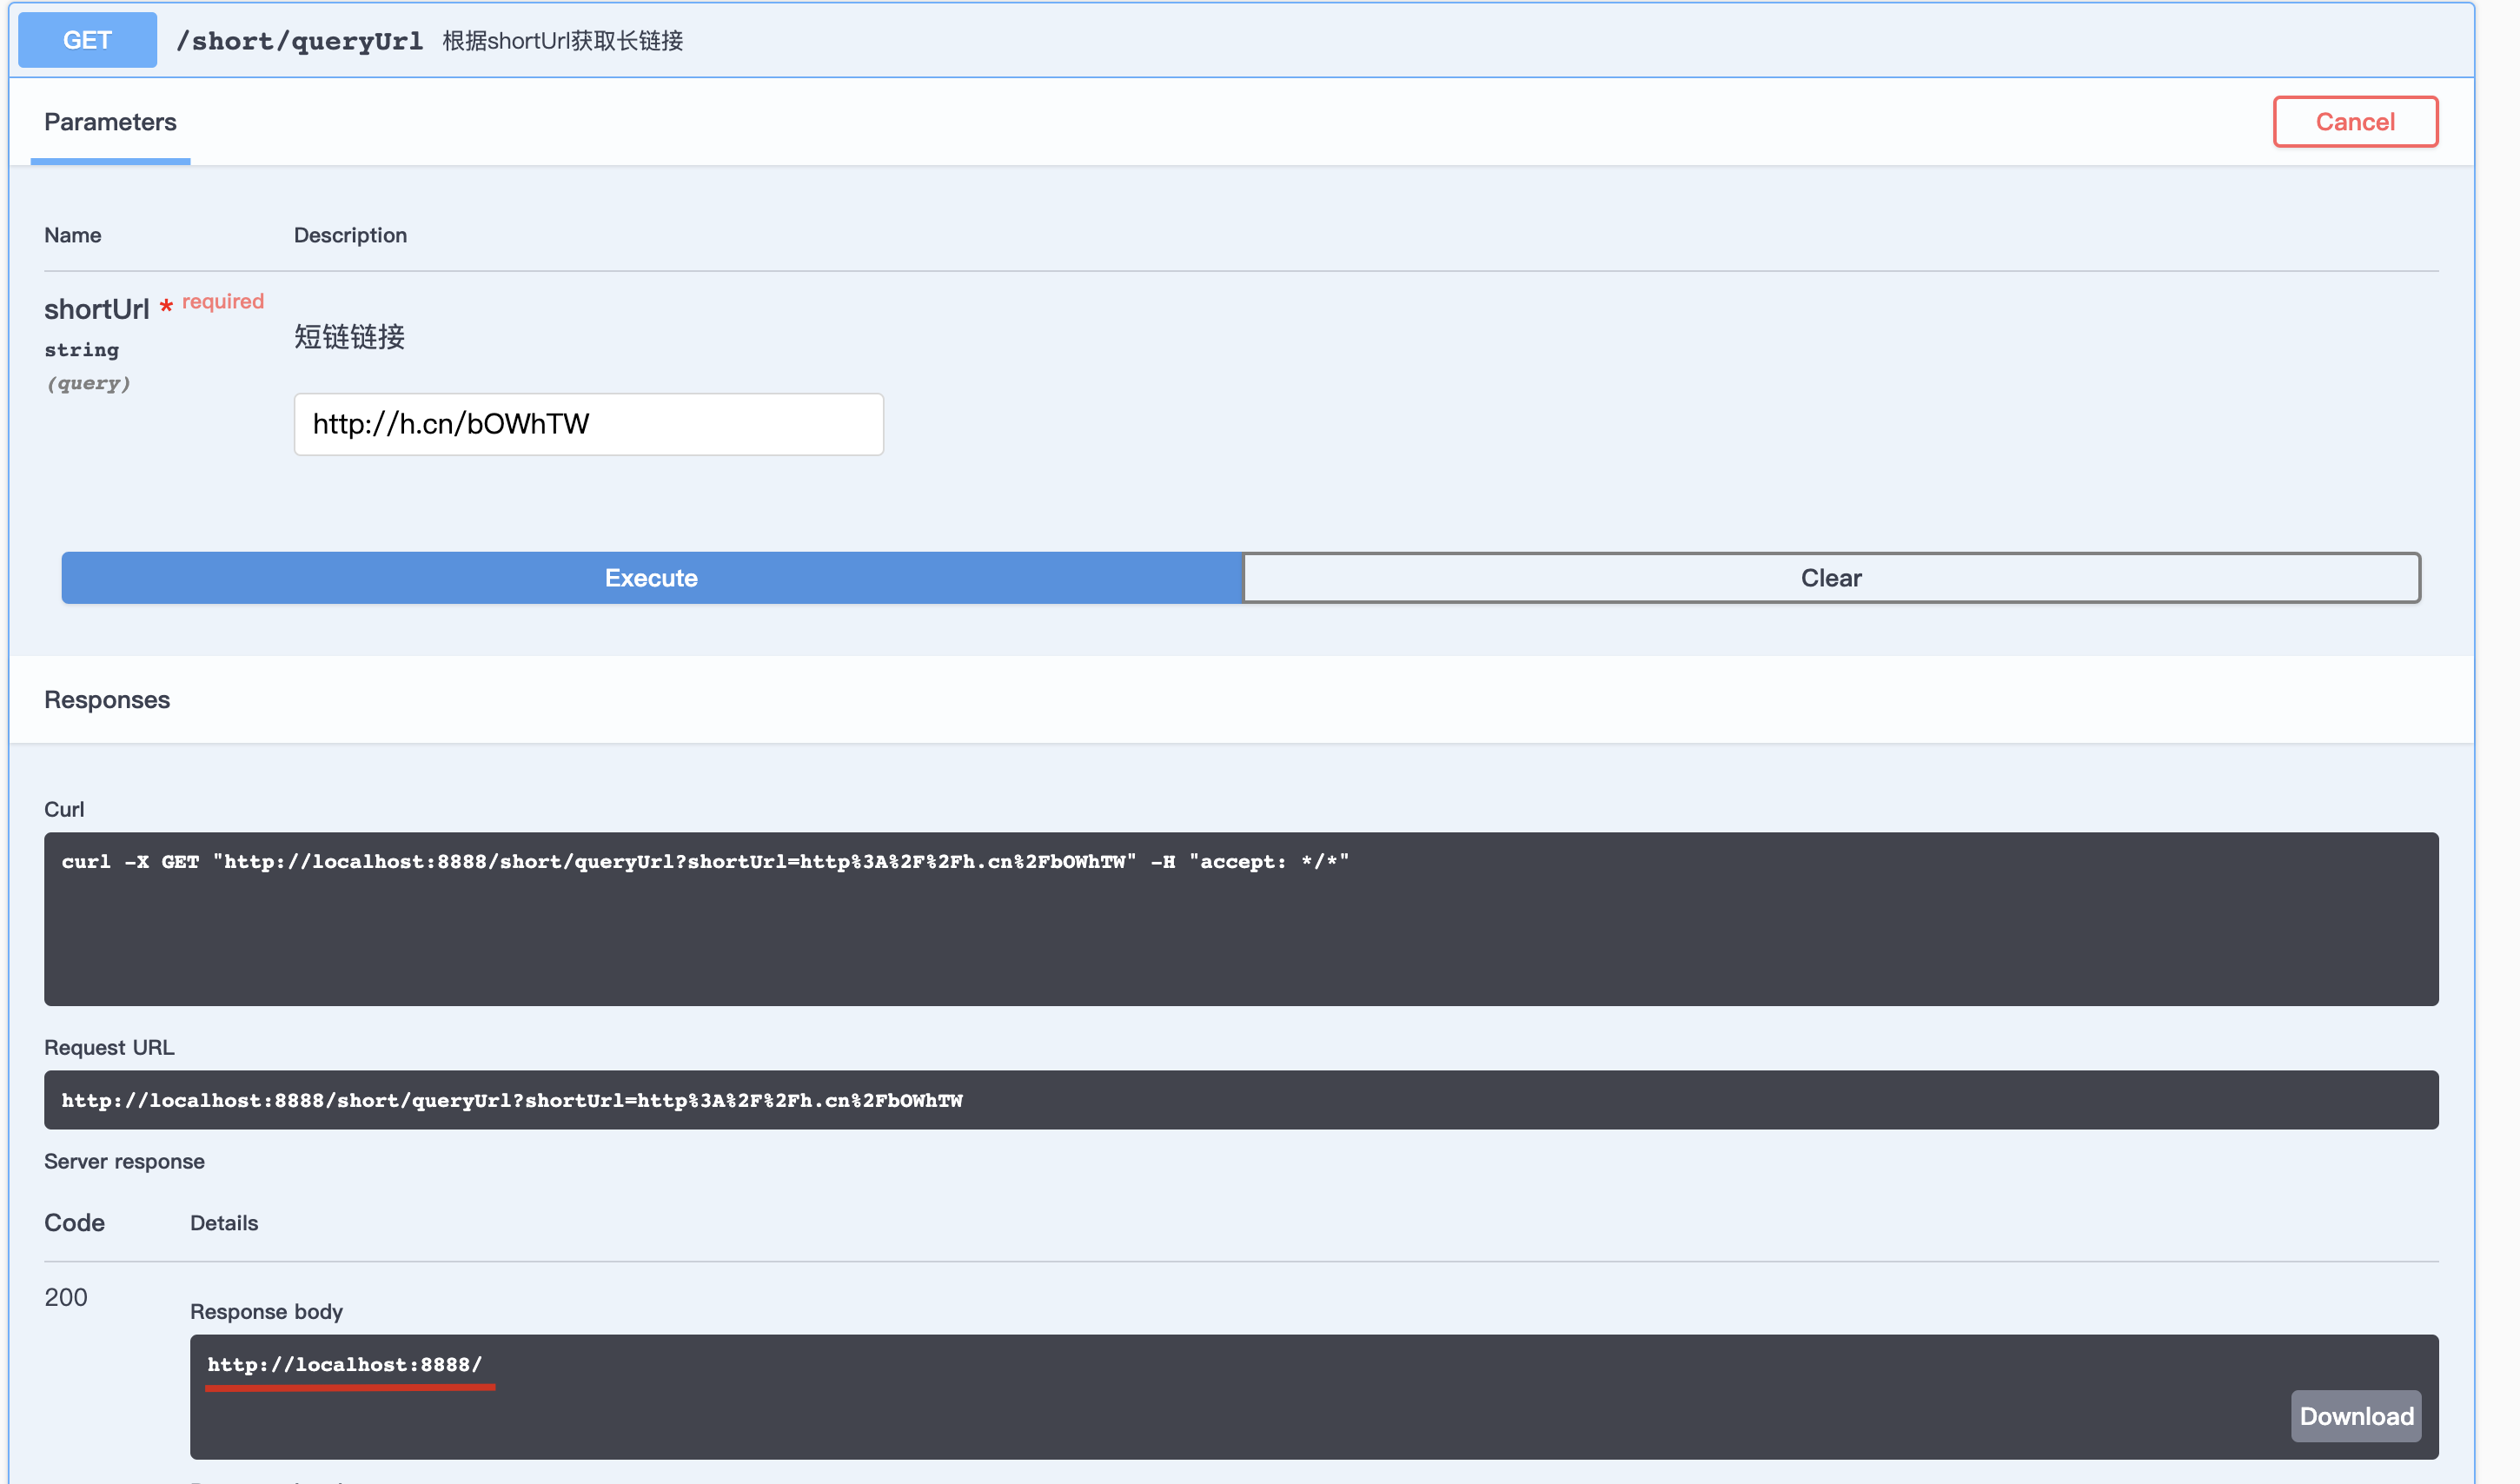 GET /short/queryUrl 根据shortUrl获取长链接
Parameters
Cancel
Name Description
shortUrl * required
string
(query)
短链链接
http://h.cn/bOWhTW
Execute Clear
Responses
Curl
curl -X GET "http://localhost:8888/short/queryUrl?shortUrl=http%3A%2F%2Fh.cn%2FbOWhTW" -H "accept: */*"
Request URL
http://localhost:8888/short/queryUrl?shortUrl=http%3A%2F%2Fh.cn%2FbOWhTW
Server response
Code Details
200
Response body
http://localhost:8888/
Download